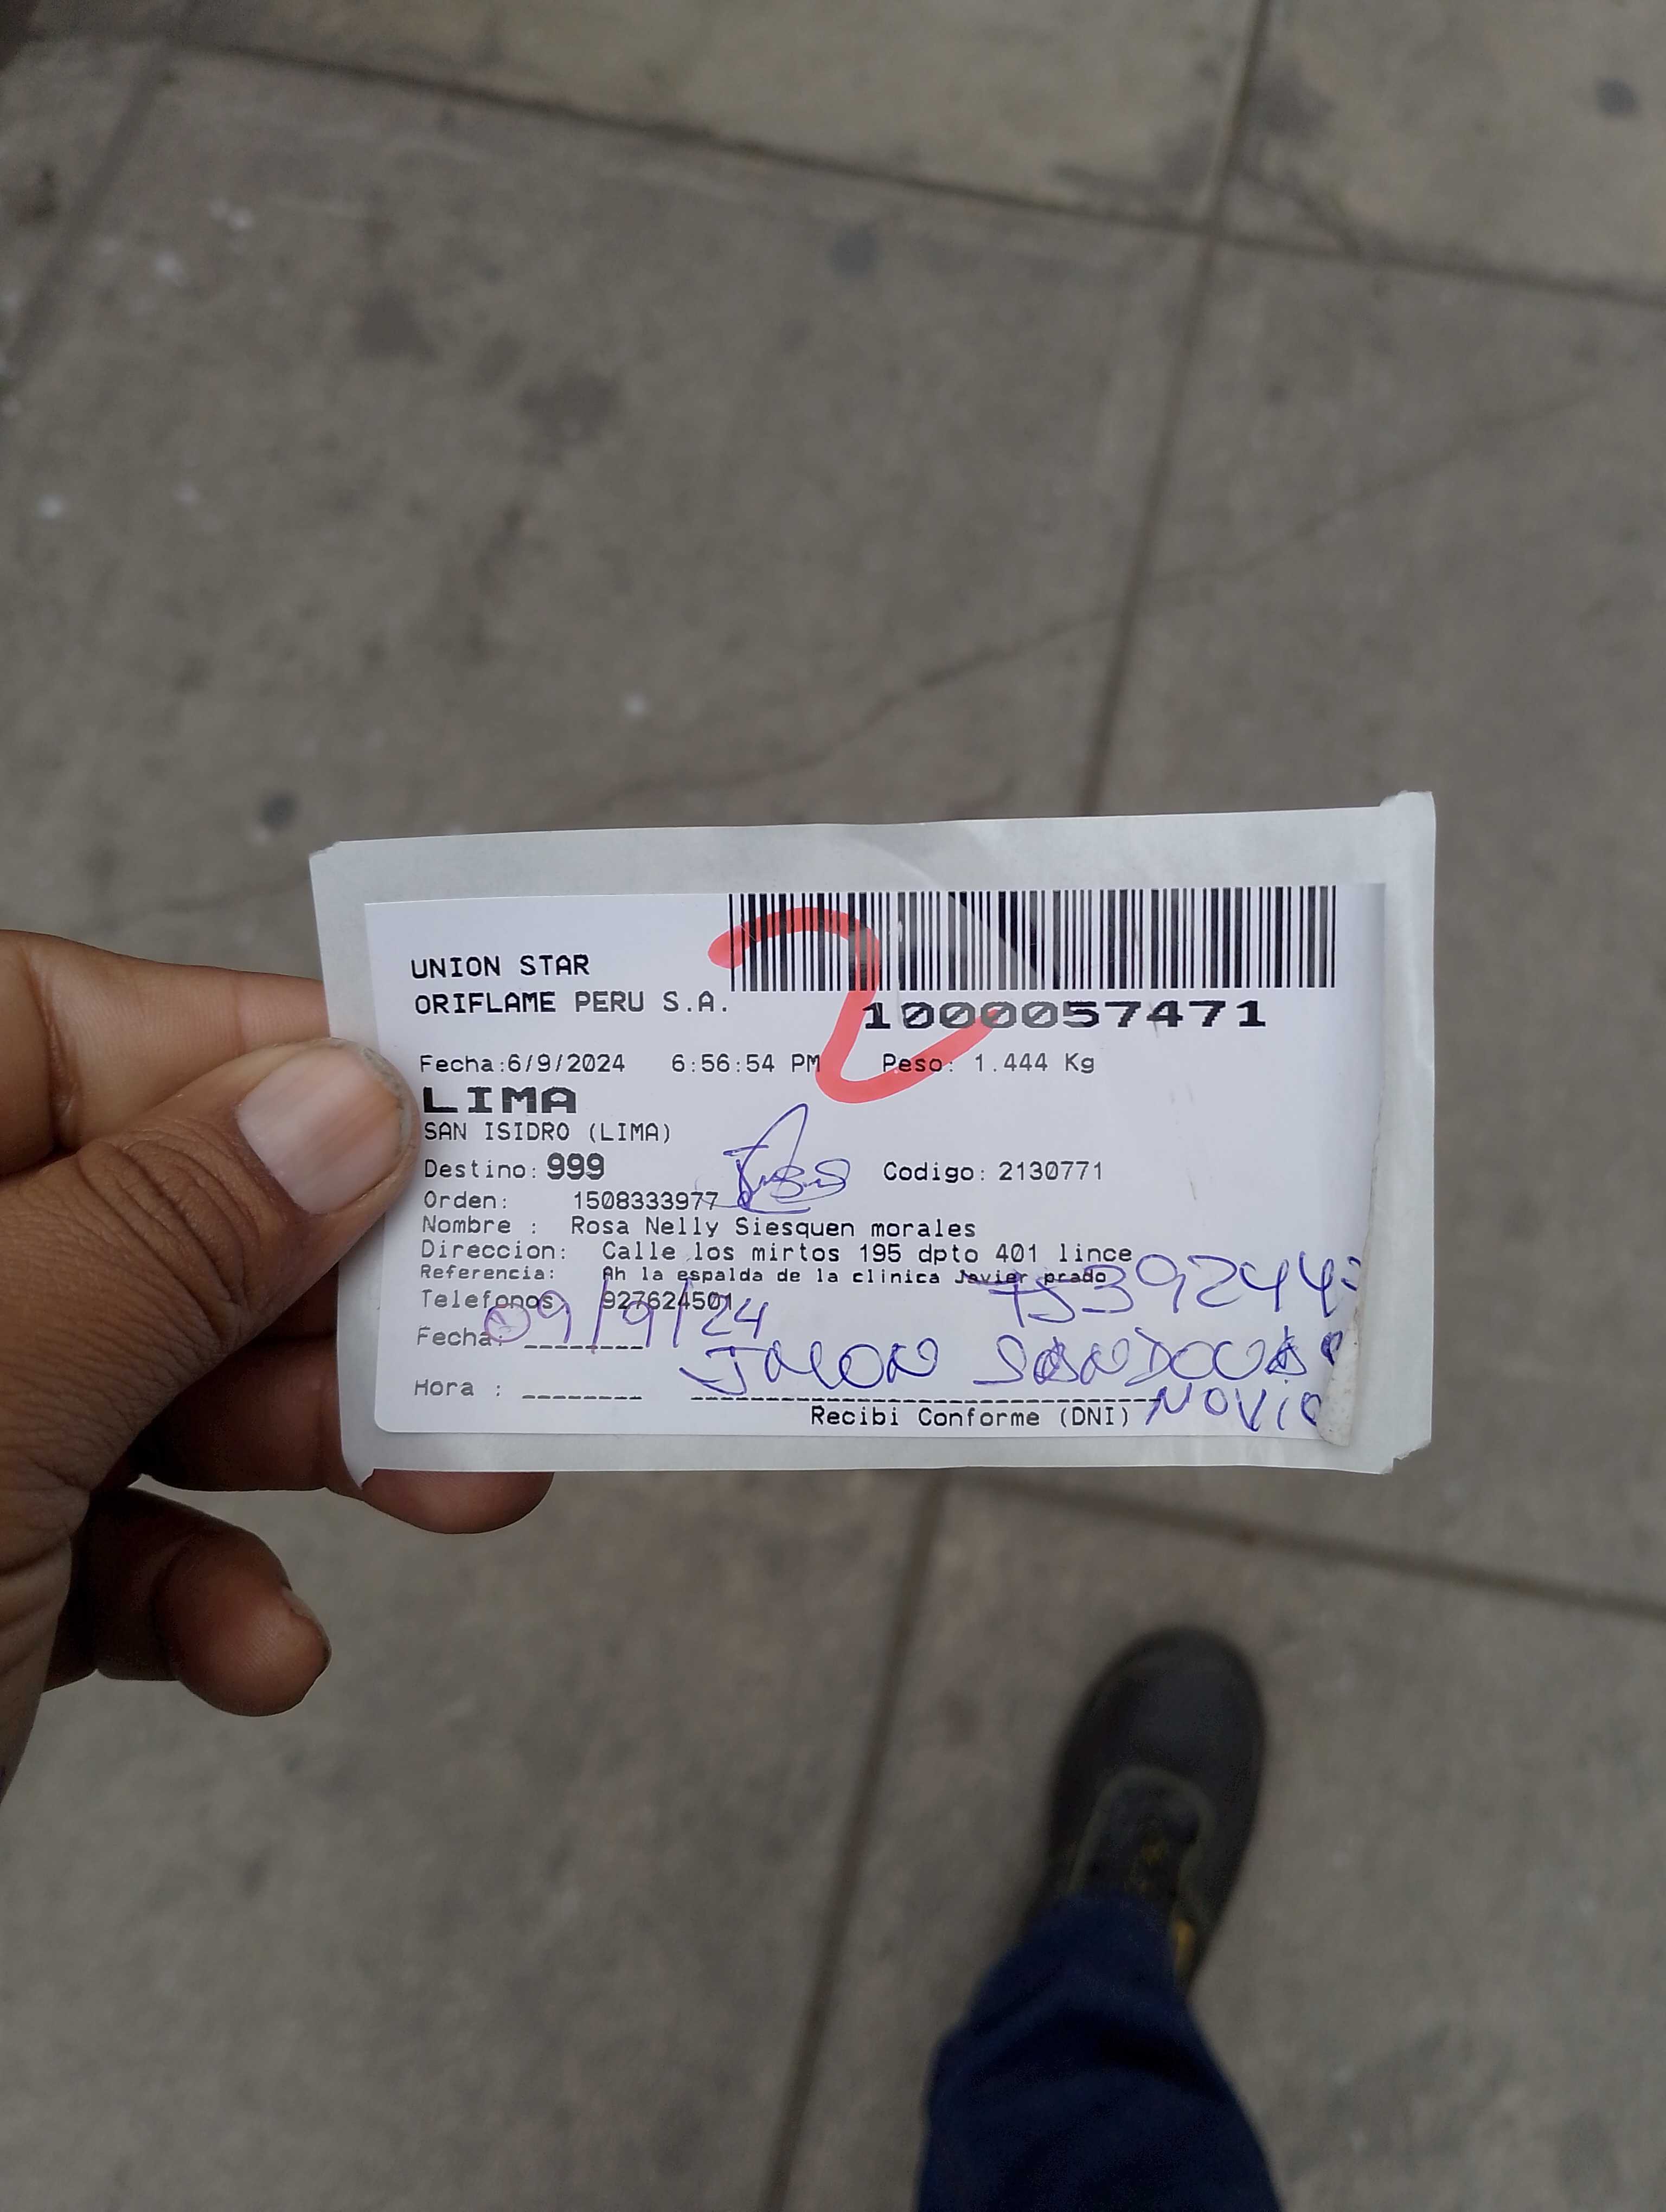 UNION STAR
ORIFLAME PERU S.A.
1000057471
2
Fecha:6/9/2024 6:56:54 PM Peso: 1.444 Kg
LIMA
SAN ISIDRO (LIMA)
Destino: 999 Codigo: 2130771
Orden: 1508333977
Nombre : Rosa Nelly Siesquen morales
Direccion: Calle los mirtos 195 dpto 401 lince
Referencia: Ah la espalda de la clinica Javier prado
Telefonos 927624501
Fecha: 09/9/24
SANDOVAL
Hora :
Recibi Conforme (DNI) NOVIO